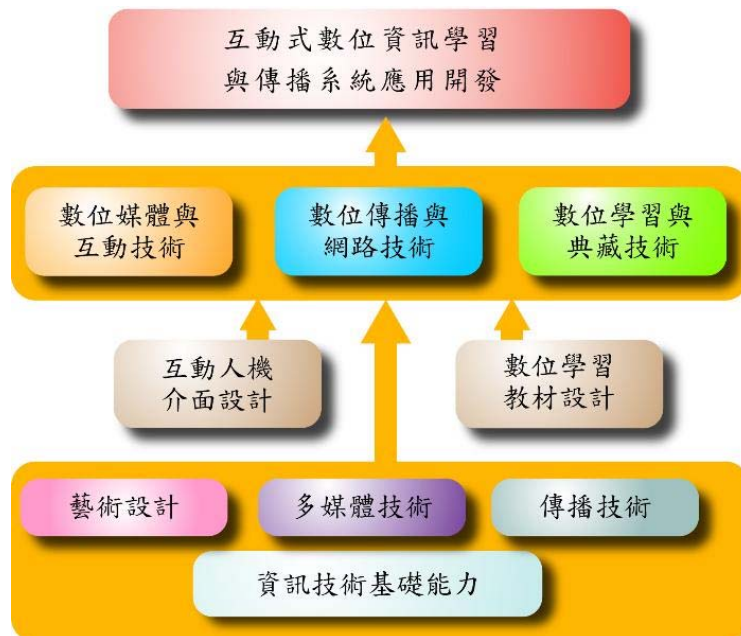 互動式數位資訊學習
與傳播系統應用開發
數位媒體與
互動技術
數位傳播與
網路技術
數位學習與
典藏技術
互動人機
介面設計
數位學習
教材設計
藝術設計
多媒體技術
傳播技術
資訊技術基礎能力